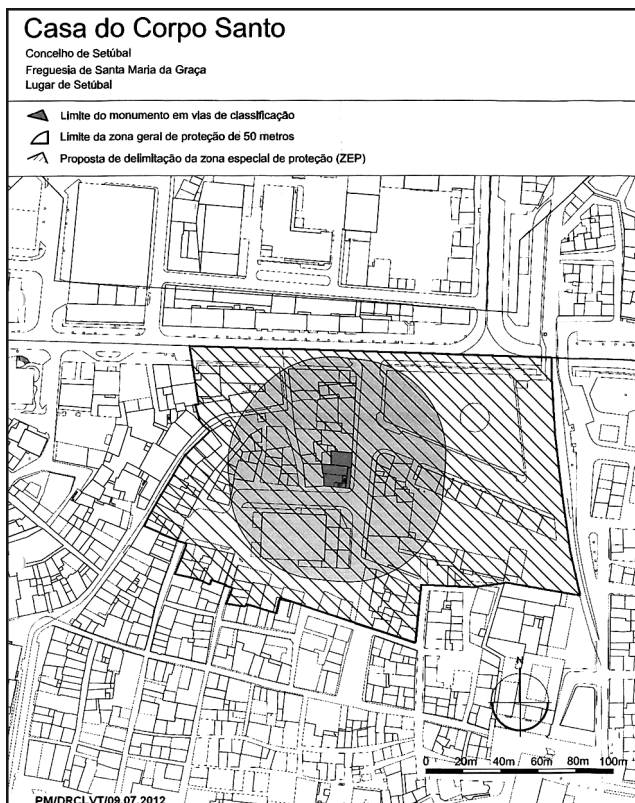 Casa do Corpo Santo
Concelho de Setúbal
Freguesia de Santa Maria da Graça
Lugar de Setúbal
Limite do monumento em vias de classificação
Limite da zona geral de proteção de 50 metros
Proposta de delimitação da zona especial de proteção (ZEP)
N
0 20m 40m 60m 80m 100m
PM/DRCLVT/09.07.2012